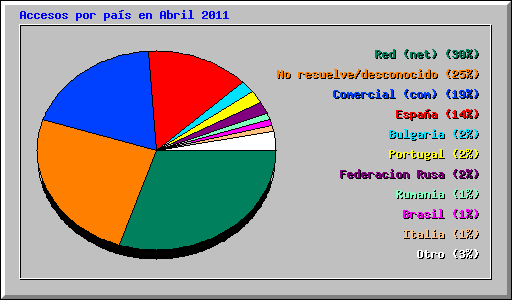 Accesos por país en Abril 2011
Red (net) (30%)
No resuelve/desconocido (25%)
Comercial (com) (19%)
España (14%)
Bulgaria (2%)
Portugal (2%)
Federacion Rusa (2%)
Rumania (1%)
Brasil (1%)
Italia (1%)
Otro (3%)